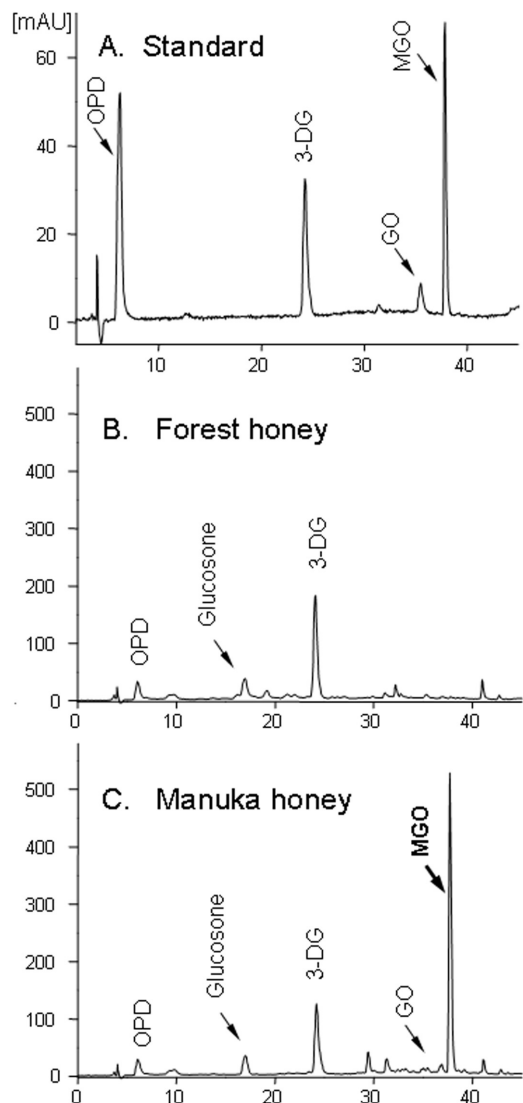 [mAU]
A. Standard
60
40
20
0
OPD
3-DG
GO
MGO
10 20 30 40
B. Forest honey
500
400
300
200
100
0
OPD
Glucosone
3-DG
0 10 20 30 40
C. Manuka honey
500
400
300
200
100
0
OPD
Glucosone
3-DG
GO
MGO
0 10 20 30 40